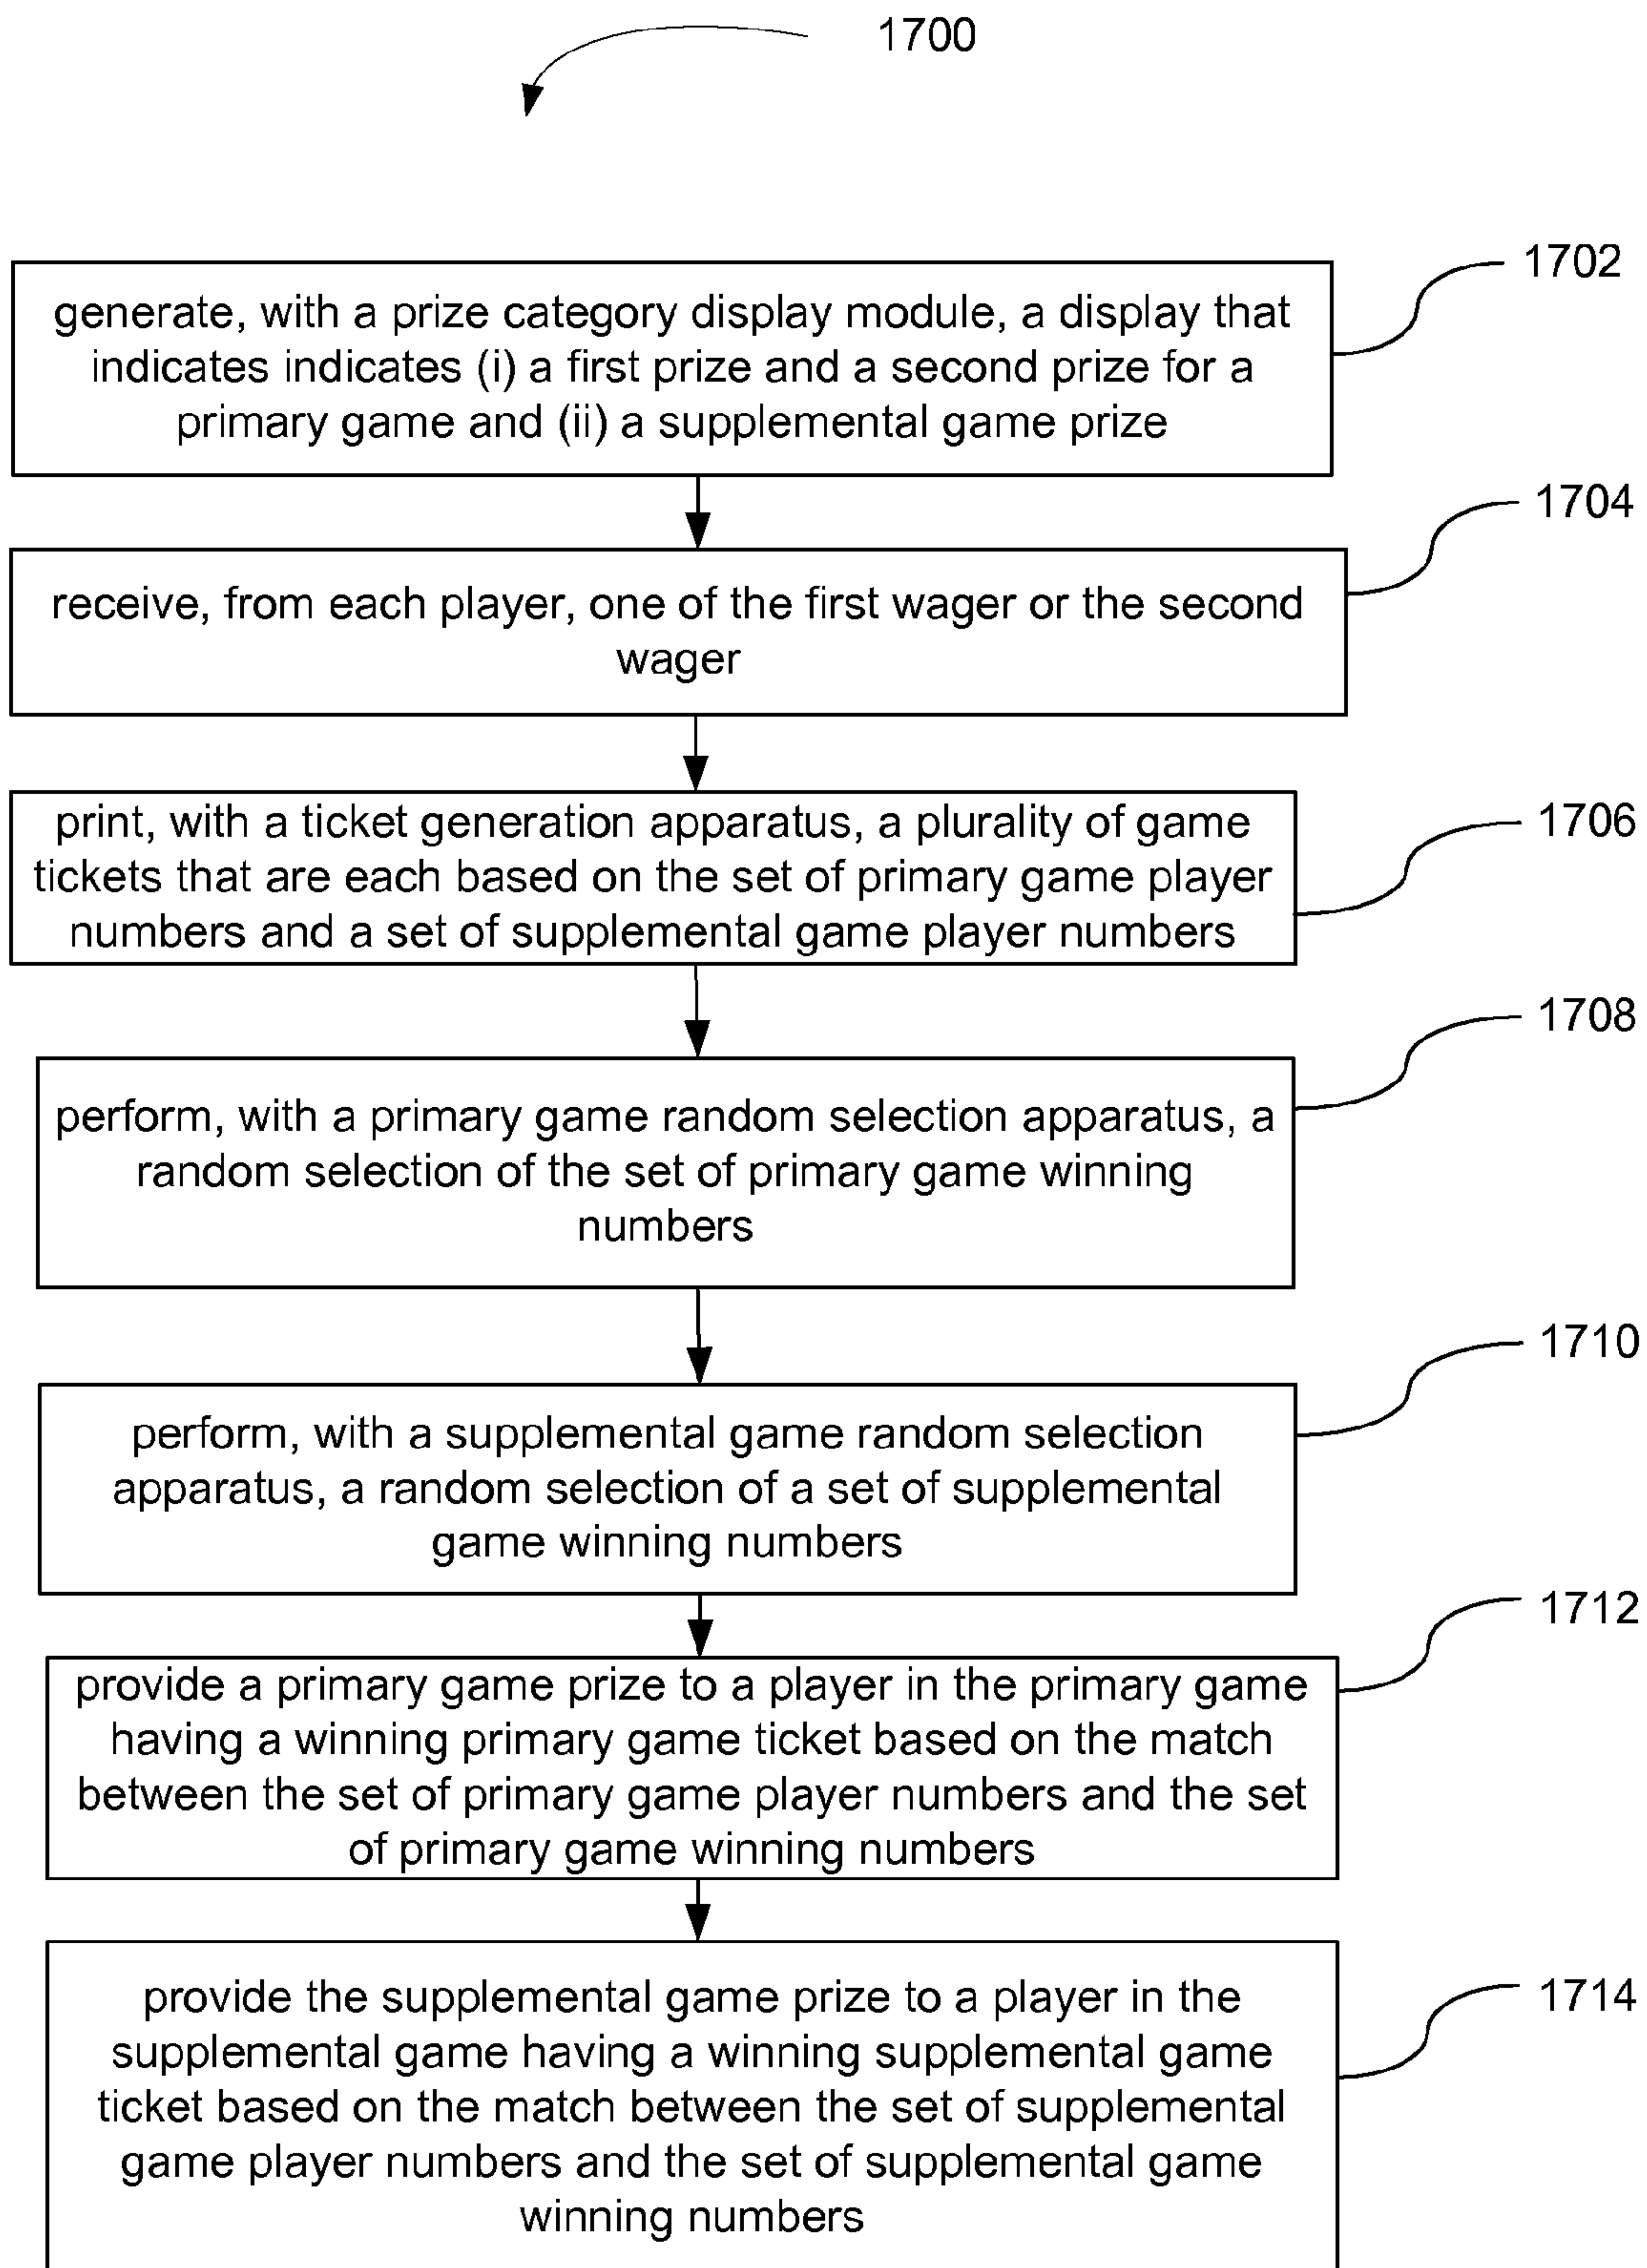 1700
1702
generate, with a prize category display module, a display that
indicates indicates (i) a first prize and a second prize for a
primary game and (ii) a supplemental game prize
1704
receive, from each player, one of the first wager or the second
wager
1706
print, with a ticket generation apparatus, a plurality of game
tickets that are each based on the set of primary game player
numbers and a set of supplemental game player numbers
1708
perform, with a primary game random selection apparatus, a
random selection of the set of primary game winning
numbers
1710
perform, with a supplemental game random selection
apparatus, a random selection of a set of supplemental
game winning numbers
1712
provide a primary game prize to a player in the primary game
having a winning primary game ticket based on the match
between the set of primary game player numbers and the set
of primary game winning numbers
1714
provide the supplemental game prize to a player in the
supplemental game having a winning supplemental game
ticket based on the match between the set of supplemental
game player numbers and the set of supplemental game
winning numbers